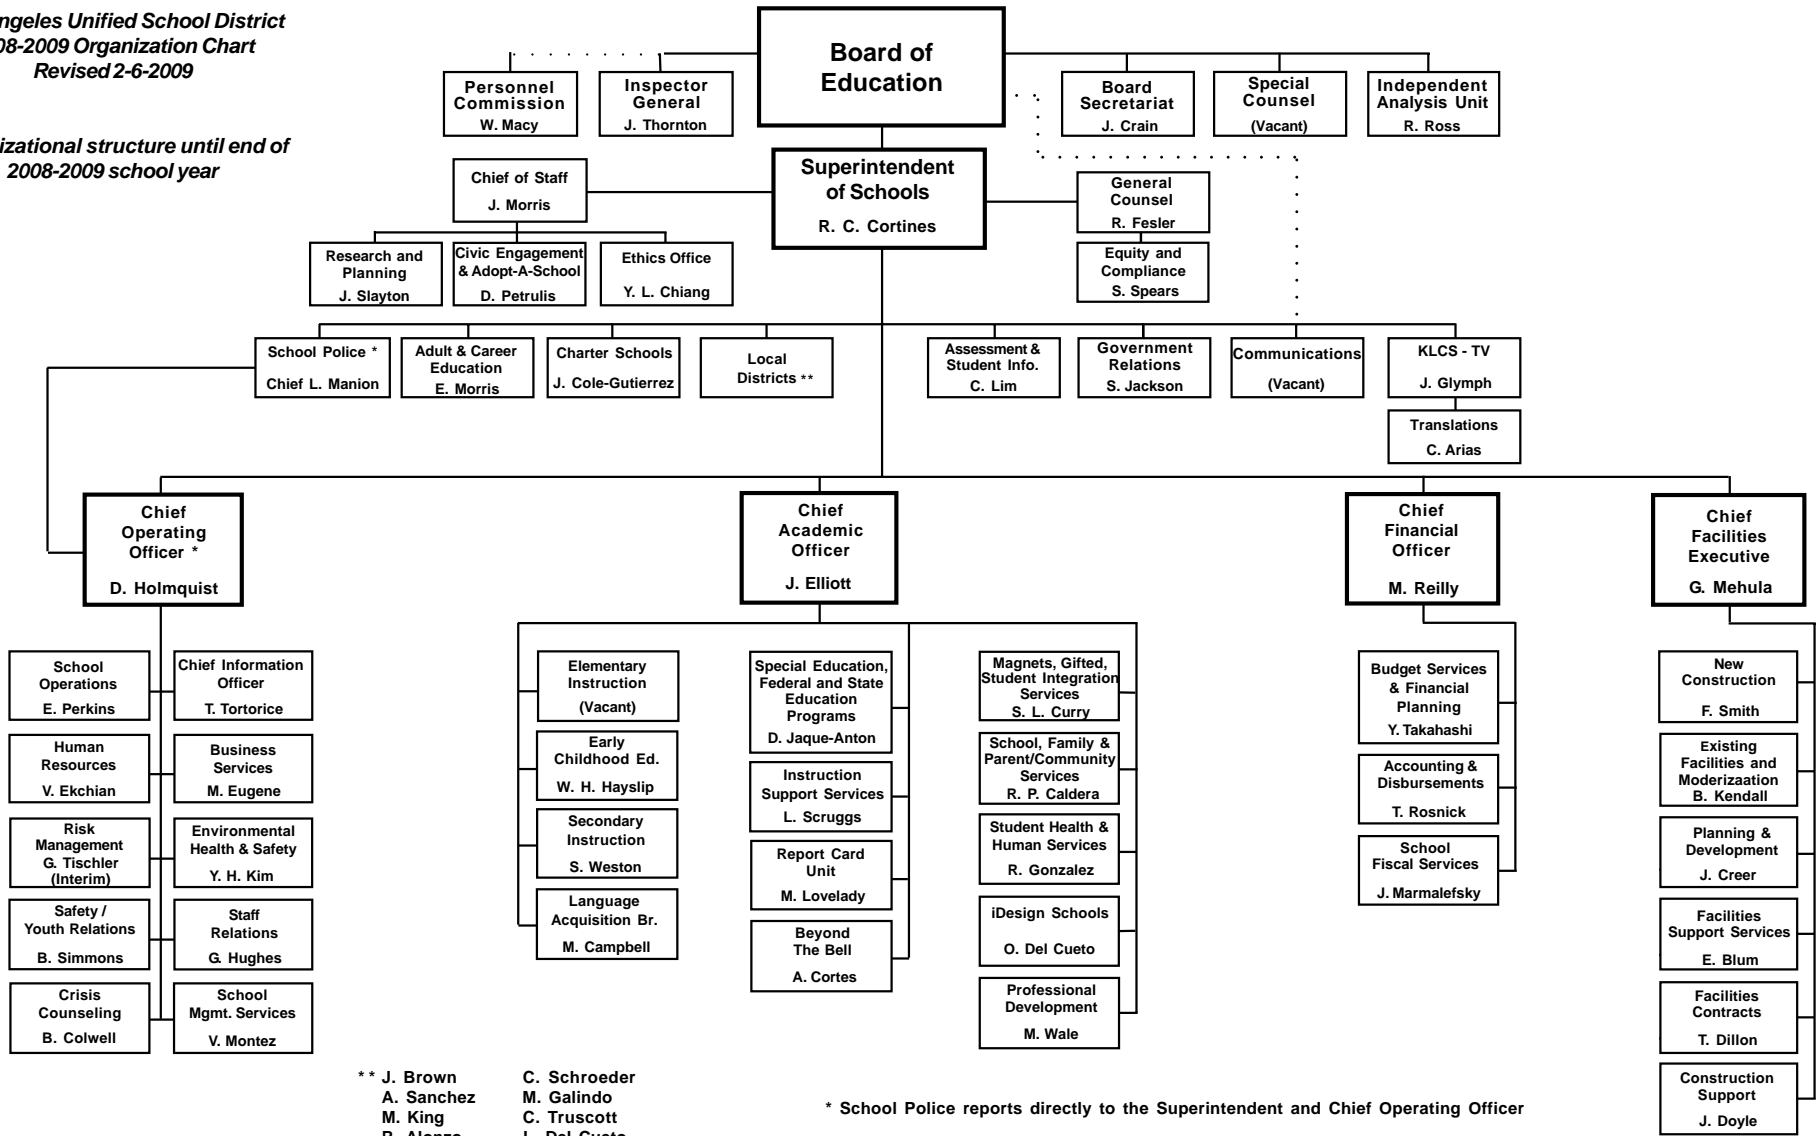 Unified School District
2008-2009 Organization Chart
Revised 2-6-2009
structure until end of
2008-2009 school year
Board of
Education
Personnel
Commission
W. Macy
Inspector
General
J. Thornton
Board
Secretariat
J. Crain
Special
Counsel
(Vacant)
Independent
Analysis Unit
R. Ross
Superintendent
of Schools
R. C. Cortines
Chief of Staff
J. Morris
General
Counsel
R. Fesler
Research and
Planning
J. Slayton
Civic Engagement
& Adopt-A-School
D. Petrulis
Ethics Office
Y. L. Chiang
Equity and
Compliance
S. Spears
School Police *
Chief L. Manion
Adult & Career
Education
E. Morris
Charter Schools
J. Cole-Gutierrez
Local
Districts **
Assessment &
Student Info.
C. Lim
Government
Relations
S. Jackson
Communications
(Vacant)
KLCS - TV
J. Glymph
Translations
C. Arias
Chief
Operating
Officer *
D. Holmquist
Chief
Academic
Officer
J. Elliott
Chief
Financial
Officer
M. Reilly
Chief
Facilities
Executive
G. Mehula
School
Operations
E. Perkins
Chief Information
Officer
T. Tortorice
Human
Resources
V. Ekchian
Business
Services
M. Eugene
Risk
Management
G. Tischler
(Interim)
Environmental
Health & Safety
Y. H. Kim
Safety /
Youth Relations
B. Simmons
Staff
Relations
G. Hughes
Crisis
Counseling
B. Colwell
School
Mgmt. Services
V. Montez
Elementary
Instruction
(Vacant)
Early
Childhood Ed.
W. H. Hayslip
Secondary
Instruction
S. Weston
Language
Acquisition Br.
M. Campbell
Special Education,
Federal and State
Education
Programs
D. Jaque-Anton
Instruction
Support Services
L. Scruggs
Report Card
Unit
M. Lovelady
Beyond
The Bell
A. Cortes
Magnets, Gifted,
Student Integration
Services
S. L. Curry
School, Family &
Parent/Community
Services
R. P. Caldera
Student Health &
Human Services
R. Gonzalez
iDesign Schools
O. Del Cueto
Professional
Development
M. Wale
Budget Services
& Financial
Planning
Y. Takahashi
Accounting &
Disbursements
T. Rosnick
School
Fiscal Services
J. Marmalefsky
New
Construction
F. Smith
Existing
Facilities and
Moderizaation
B. Kendall
Planning &
Development
J. Creer
Facilities
Support Services
E. Blum
Facilities
Contracts
T. Dillon
Construction
Support
J. Doyle
** J. Brown
A. Sanchez
M. King
C. Schroeder
M. Galindo
C. Truscott
* School Police reports directly to the Superintendent and Chief Operating Officer